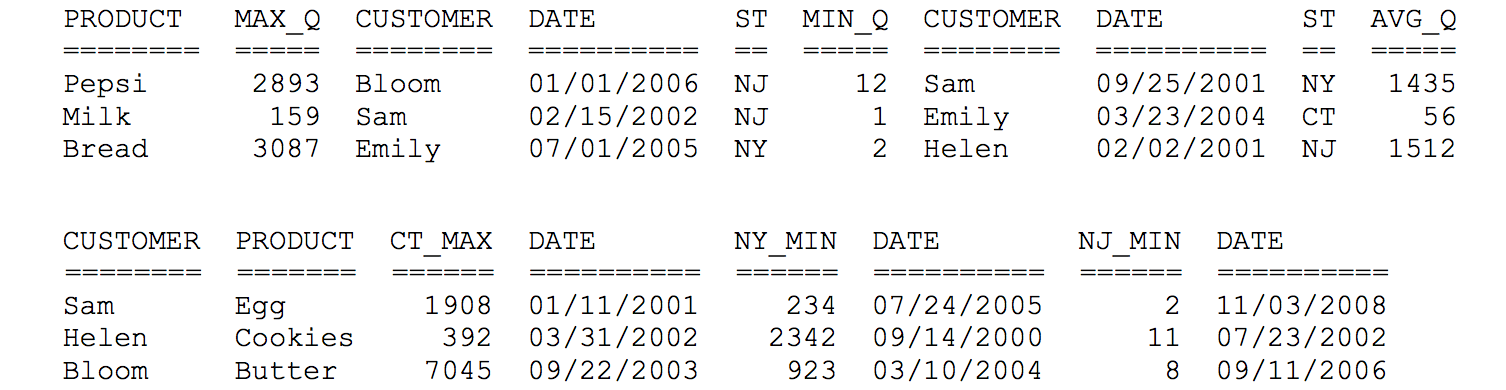 PRODUCT MAX_Q CUSTOMER DATE ST MIN_Q CUSTOMER DATE ST AVG_Q
======== ===== ======== ========== == ===== ======== ========== == =====
Pepsi 2893 Bloom 01/01/2006 NJ 12 Sam 09/25/2001 NY 1435
Milk 159 Sam 02/15/2002 NJ 1 Emily 03/23/2004 CT 56
Bread 3087 Emily 07/01/2005 NY 2 Helen 02/02/2001 NJ 1512
CUSTOMER PRODUCT CT_MAX DATE NY_MIN DATE NJ_MIN DATE
======== ======= ====== ========== ====== ========== ====== ==========
Sam Egg 1908 01/11/2001 234 07/24/2005 2 11/03/2008
Helen Cookies 392 03/31/2002 2342 09/14/2000 11 07/23/2002
Bloom Butter 7045 09/22/2003 923 03/10/2004 8 09/11/2006